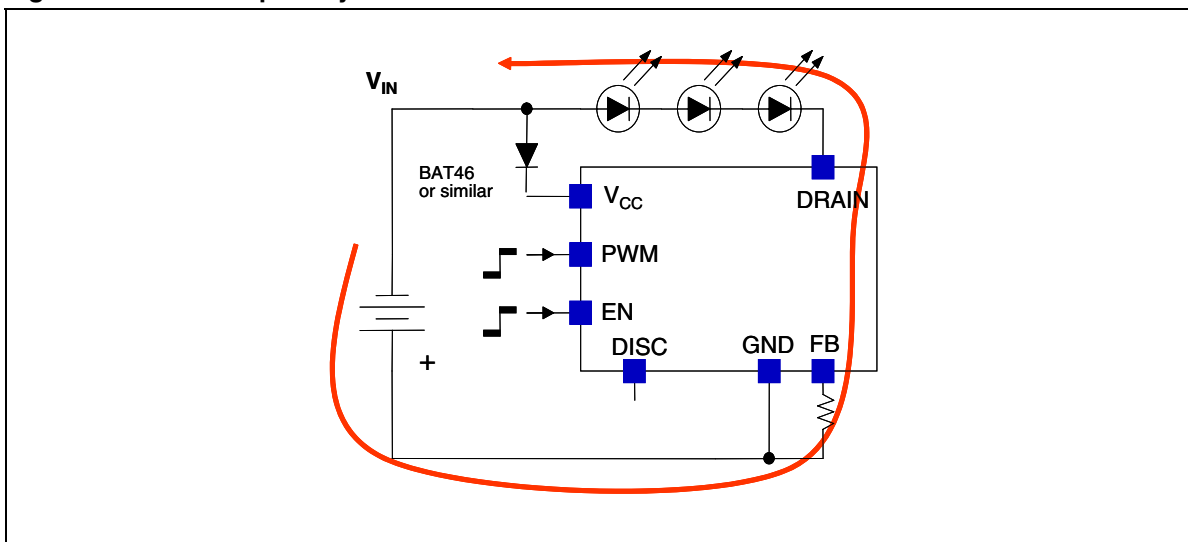 V_IN
BAT46
or similar
V_CC
DRAIN
PWM
EN
DISC
GND
FB
+